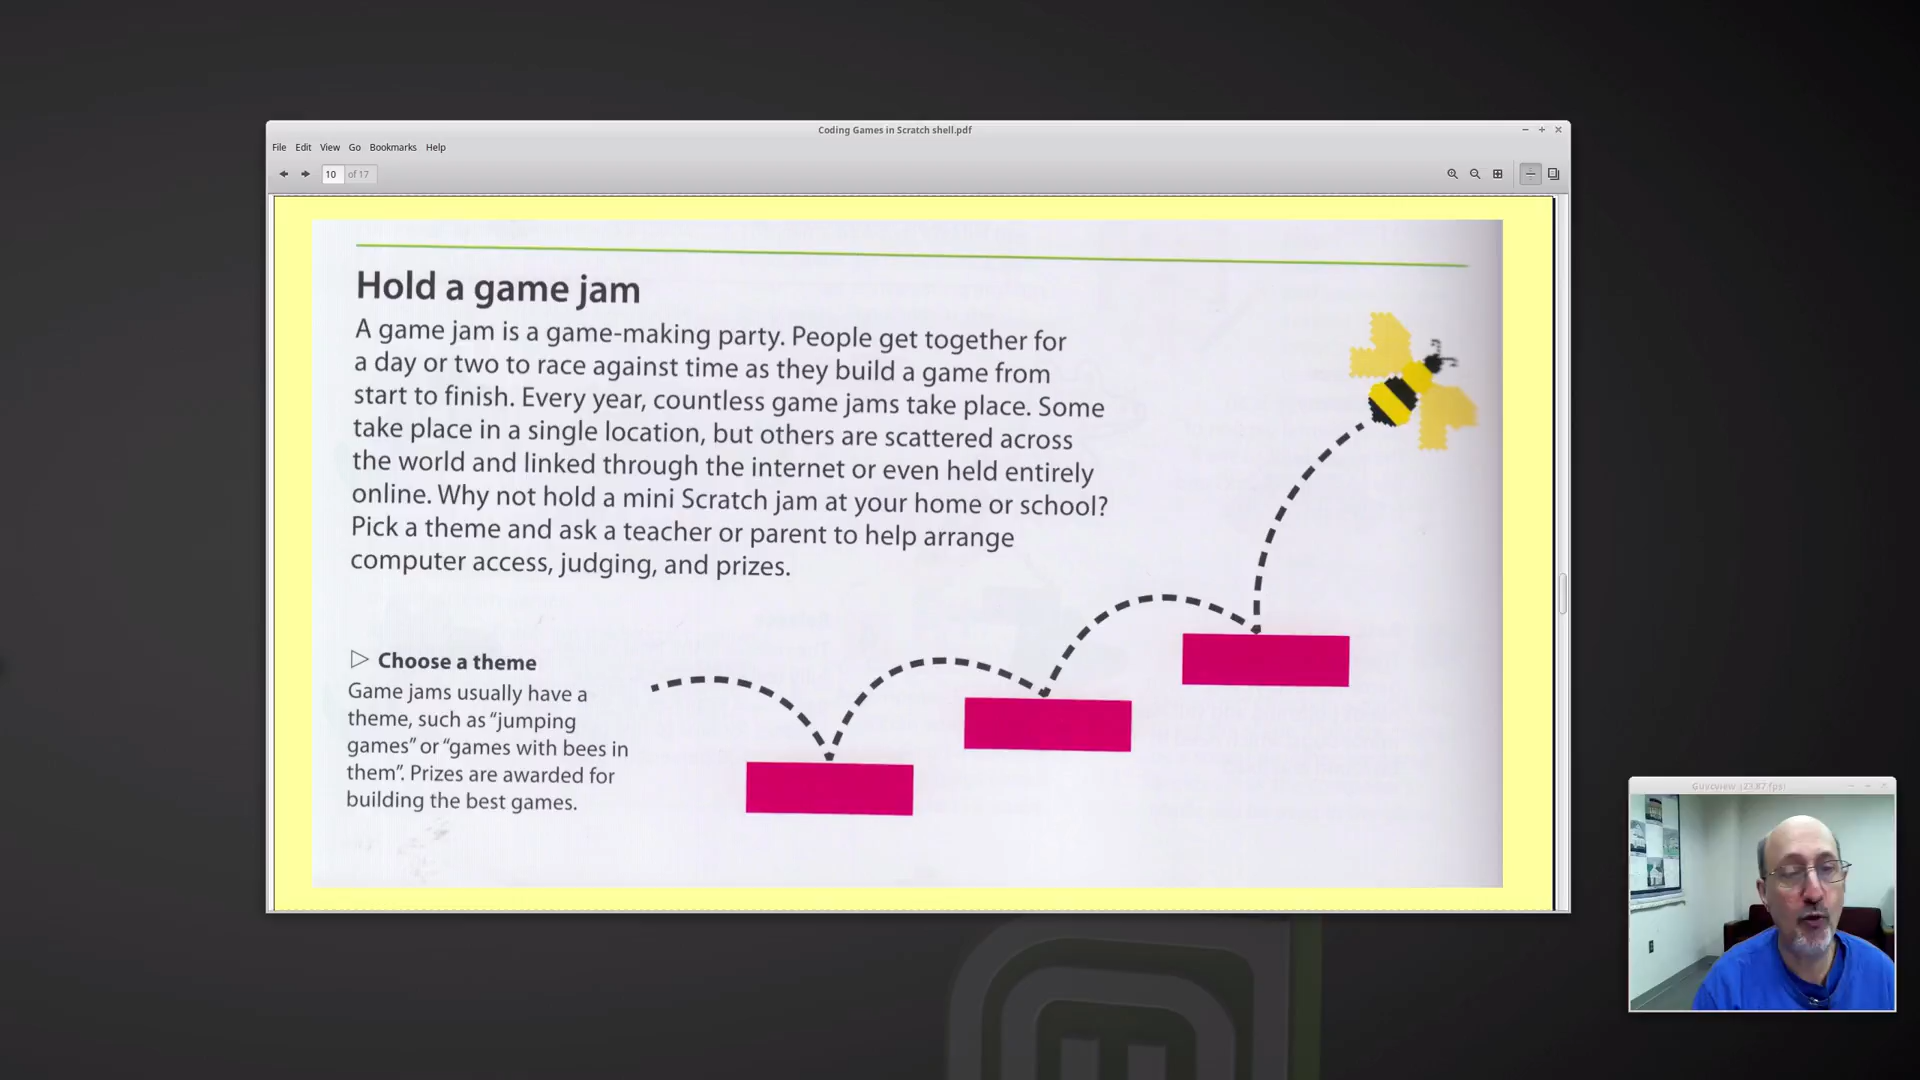 Coding Games in Scratch shell.pdf
File Edit View Go Bookmarks Help
10 of 17
Hold a game jam
A game jam is a game-making party. People get together for
a day or two to race against time as they build a game from
start to finish. Every year, countless game jams take place. Some
take place in a single location, but others are scattered across
the world and linked through the internet or even held entirely
online. Why not hold a mini Scratch jam at your home or school?
Pick a theme and ask a teacher or parent to help arrange
computer access, judging, and prizes.
Choose a theme
Game jams usually have a
theme, such as “jumping
games” or “games with bees in
them”. Prizes are awarded for
building the best games.